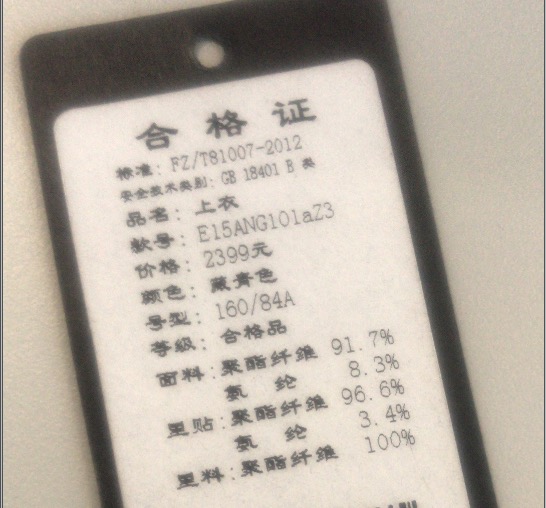 合格证
标准: FZ/T81007-2012
安全技术类别: GB 18401 B 类
品名: 上衣
款号: E15ANG101aZ3
价格: 2399元
颜色: 藏青色
号型: 160/84A
等级: 合格品
面料: 聚酯纤维 91.7%
氨 纶 8.3%
里贴: 聚酯纤维 96.6%
氨 纶 3.4%
里料: 聚酯纤维 100%